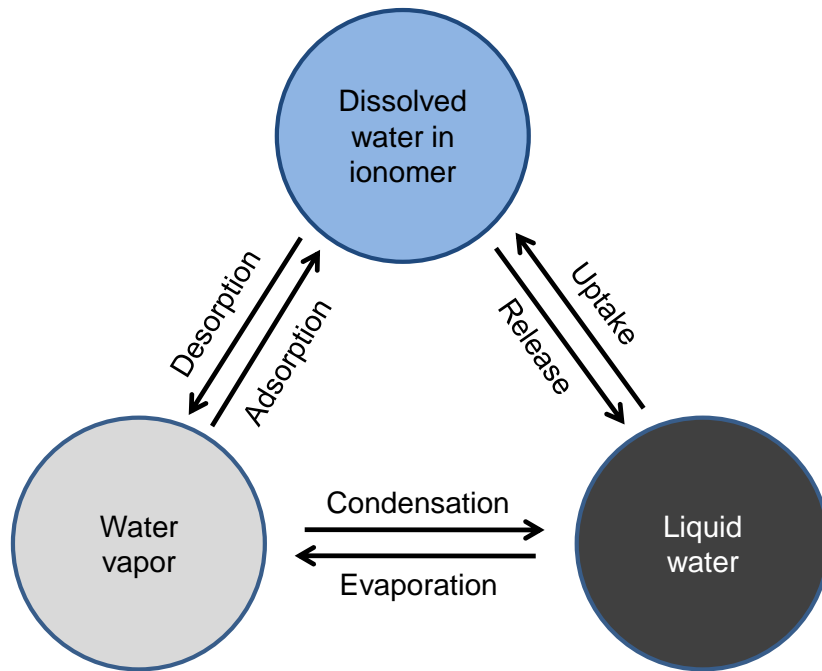 Dissolved
water in
ionomer
Desorption
Adsorption
Uptake
Release
Condensation
Evaporation
Water
vapor
Liquid
water